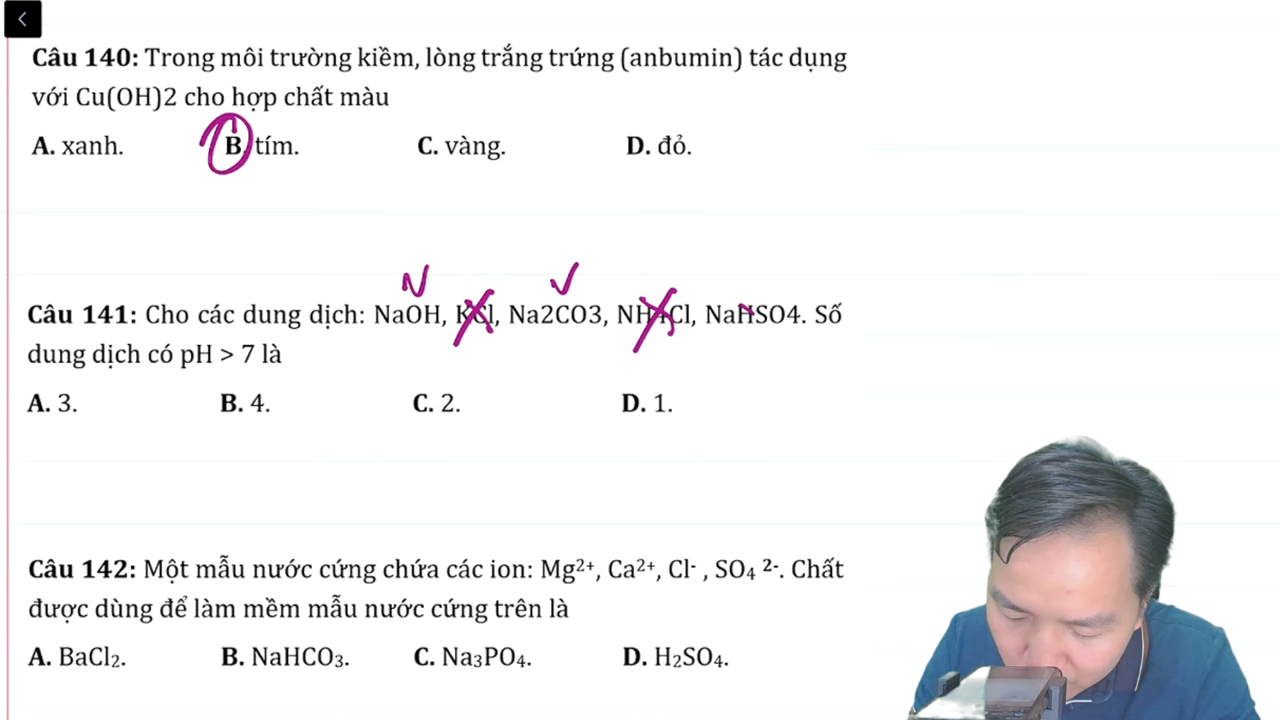 Câu 140: Trong môi trường kiềm, lòng trắng trứng (anbumin) tác dụng
với Cu(OH)2 cho hợp chất màu
A. xanh. B. tím. C. vàng. D. đỏ.
Câu 141: Cho các dung dịch: NaOH, KCl, Na2CO3, NH4Cl, NaHSO4. Số
dung dịch có pH > 7 là
A. 3. B. 4. C. 2. D. 1.
Câu 142: Một mẫu nước cứng chứa các ion: Mg²⁺, Ca²⁺, Cl⁻ , SO₄ ²⁻. Chất
được dùng để làm mềm mẫu nước cứng trên là
A. BaCl₂. B. NaHCO₃. C. Na₃PO₄. D. H₂SO₄.